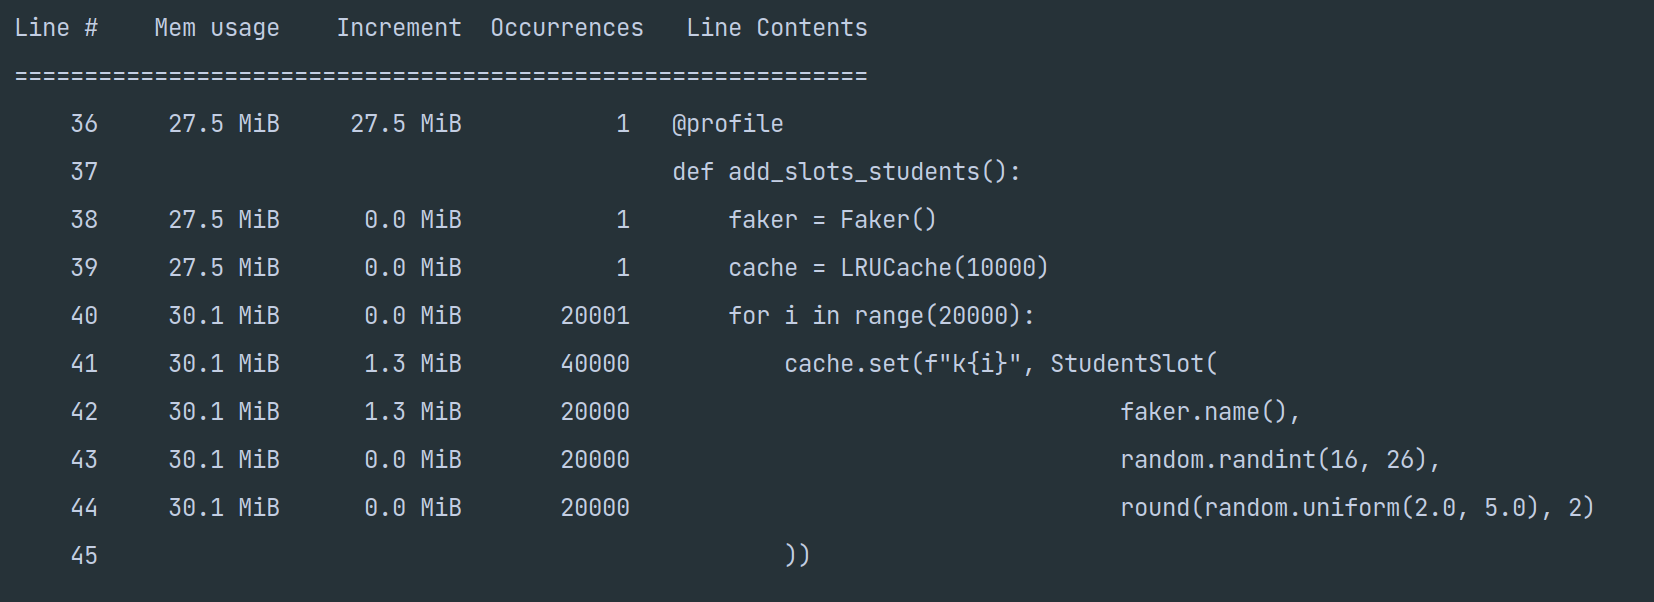 Line #    Mem usage    Increment  Occurrences   Line Contents
=============================================================
    36     27.5 MiB     27.5 MiB           1   @profile
    37                                         def add_slots_students():
    38     27.5 MiB      0.0 MiB           1       faker = Faker()
    39     27.5 MiB      0.0 MiB           1       cache = LRUCache(10000)
    40     30.1 MiB      0.0 MiB       20001       for i in range(20000):
    41     30.1 MiB      1.3 MiB       40000           cache.set(f"k{i}", StudentSlot(
    42     30.1 MiB      1.3 MiB       20000                                   faker.name(),
    43     30.1 MiB      0.0 MiB       20000                                   random.randint(16, 26),
    44     30.1 MiB      0.0 MiB       20000                                   round(random.uniform(2.0, 5.0), 2)
    45                                                 ))